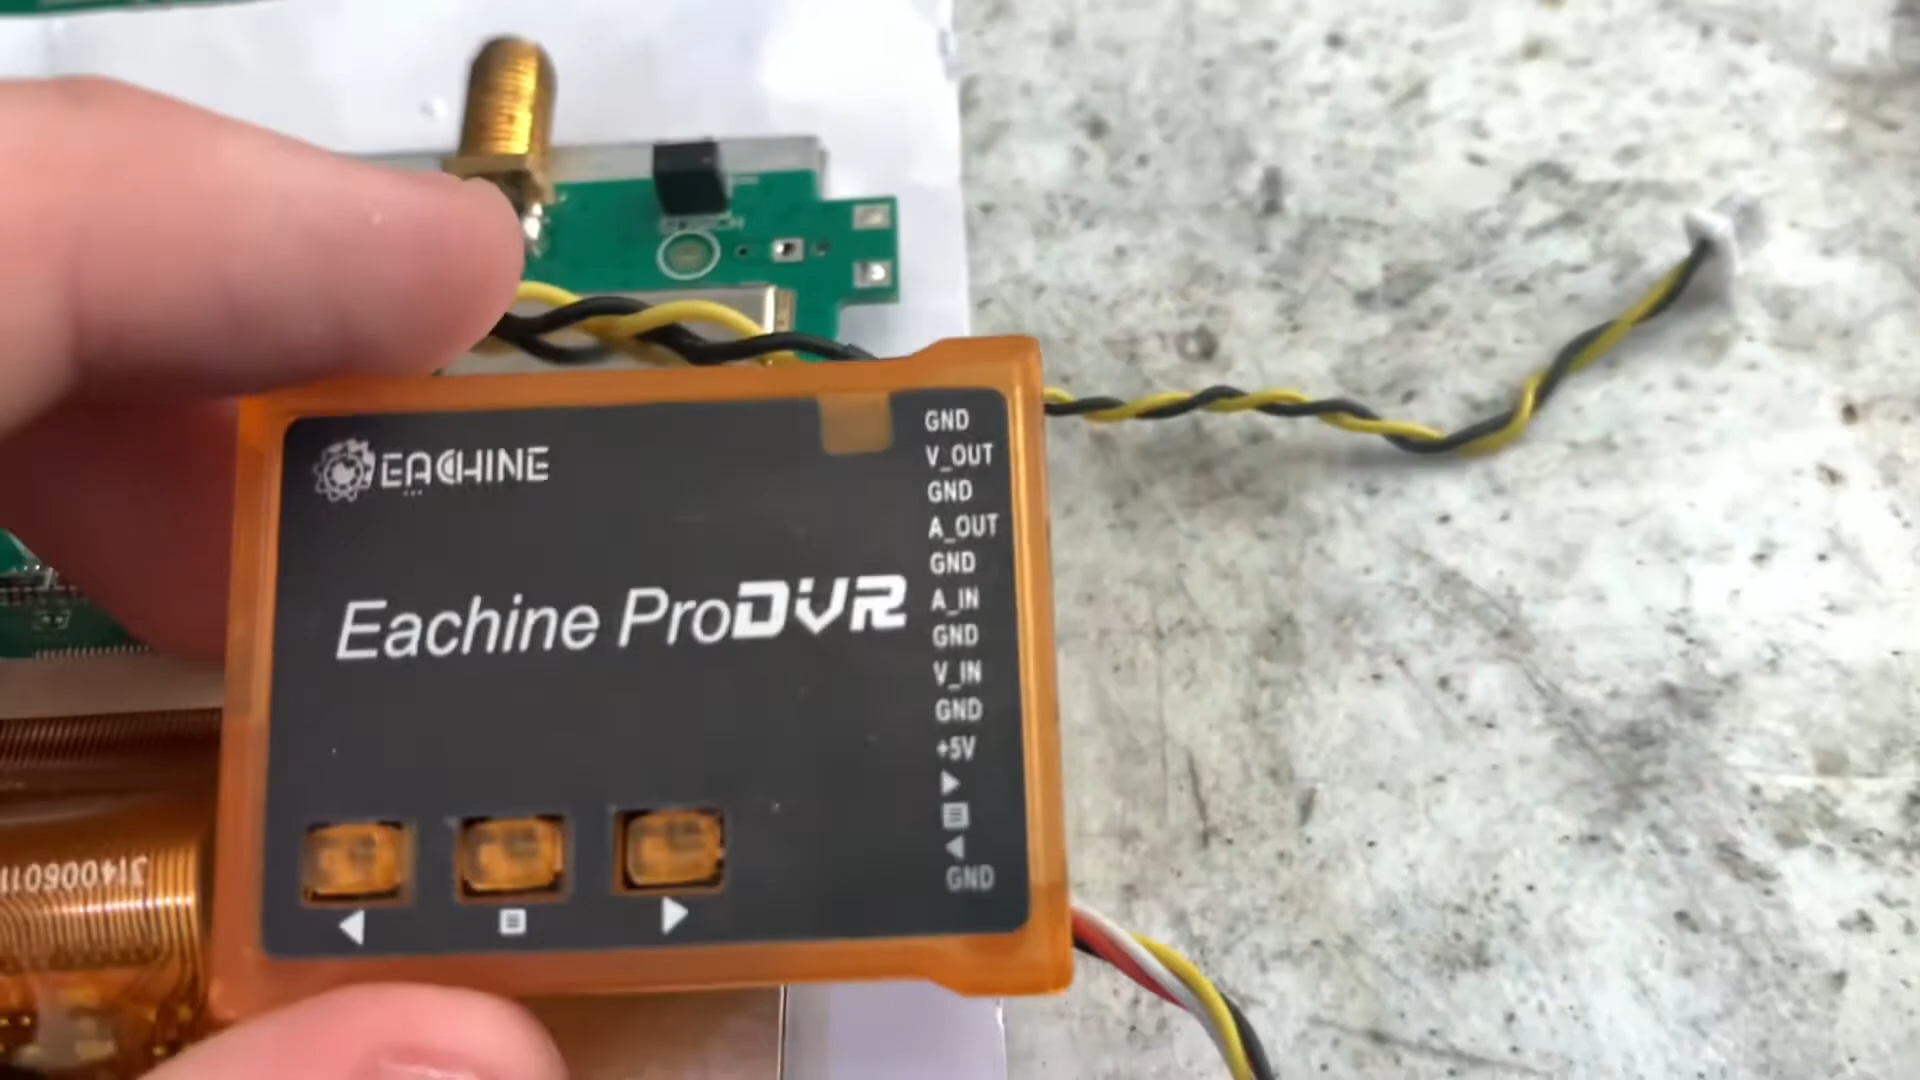 EACHINE
Eachine ProDVR
GND
V_OUT
GND
A_OUT
GND
A_IN
GND
V_IN
GND
+5V
GND